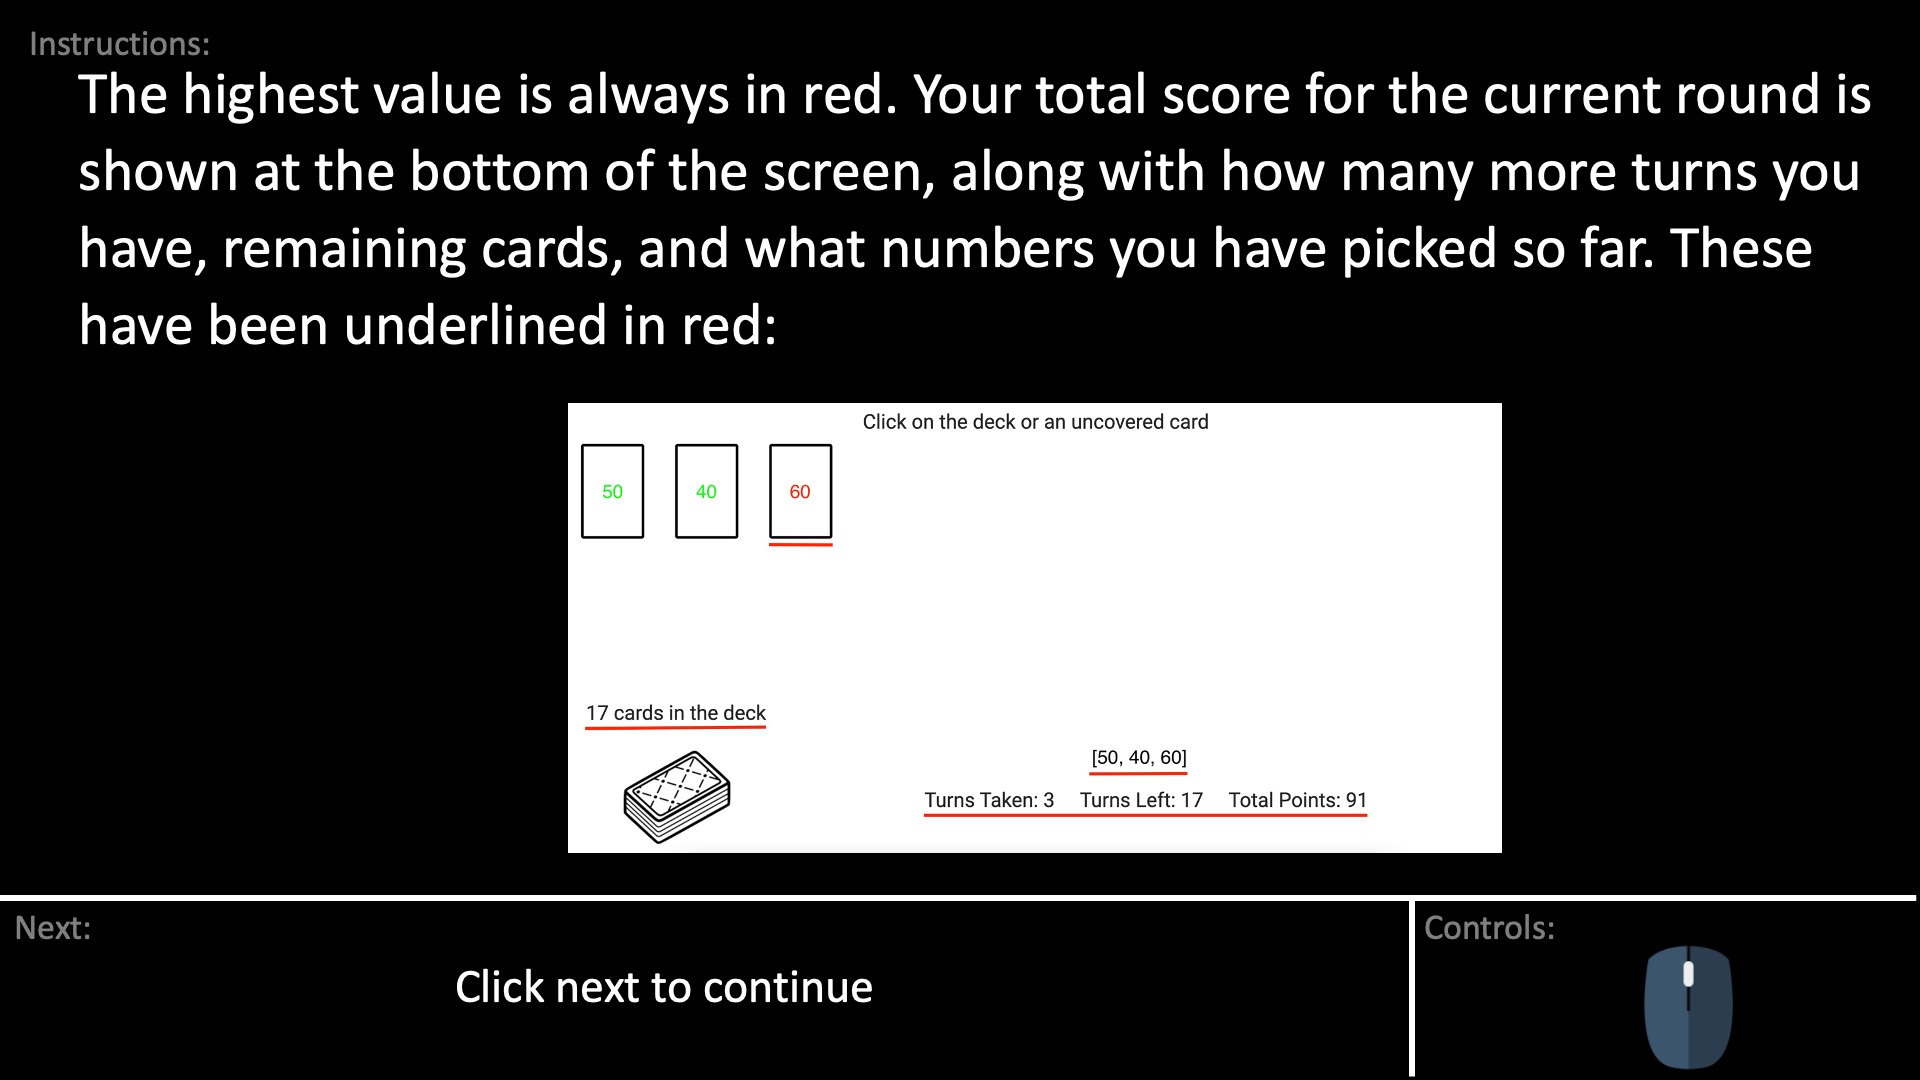 Instructions:
The highest value is always in red. Your total score for the current round is
shown at the bottom of the screen, along with how many more turns you
have, remaining cards, and what numbers you have picked so far. These
have been underlined in red:
Click on the deck or an uncovered card
50 40 60
17 cards in the deck
[50, 40, 60]
Turns Taken: 3 Turns Left: 17 Total Points: 91
Next:
Click next to continue
Controls: